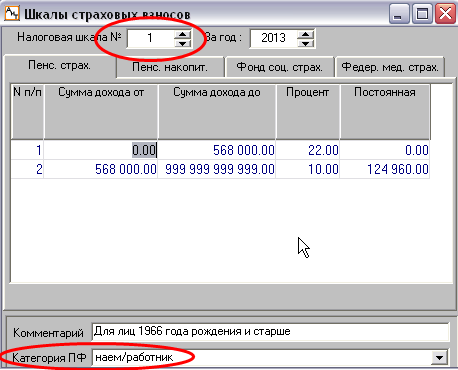 Шкалы страховых взносов
Налоговая шкала № 1 За год : 2013
Пенс. страх. Пенс. накопит. Фонд соц. страх. Федер. мед. страх.
N п/п Сумма дохода от Сумма дохода до Процент Постоянная
1 0.00 568 000.00 22.00 0.00
2 568 000.00 999 999 999 999.00 10.00 124 960.00
Комментарий Для лиц 1966 года рождения и старше
Категория ПФ наем/работник